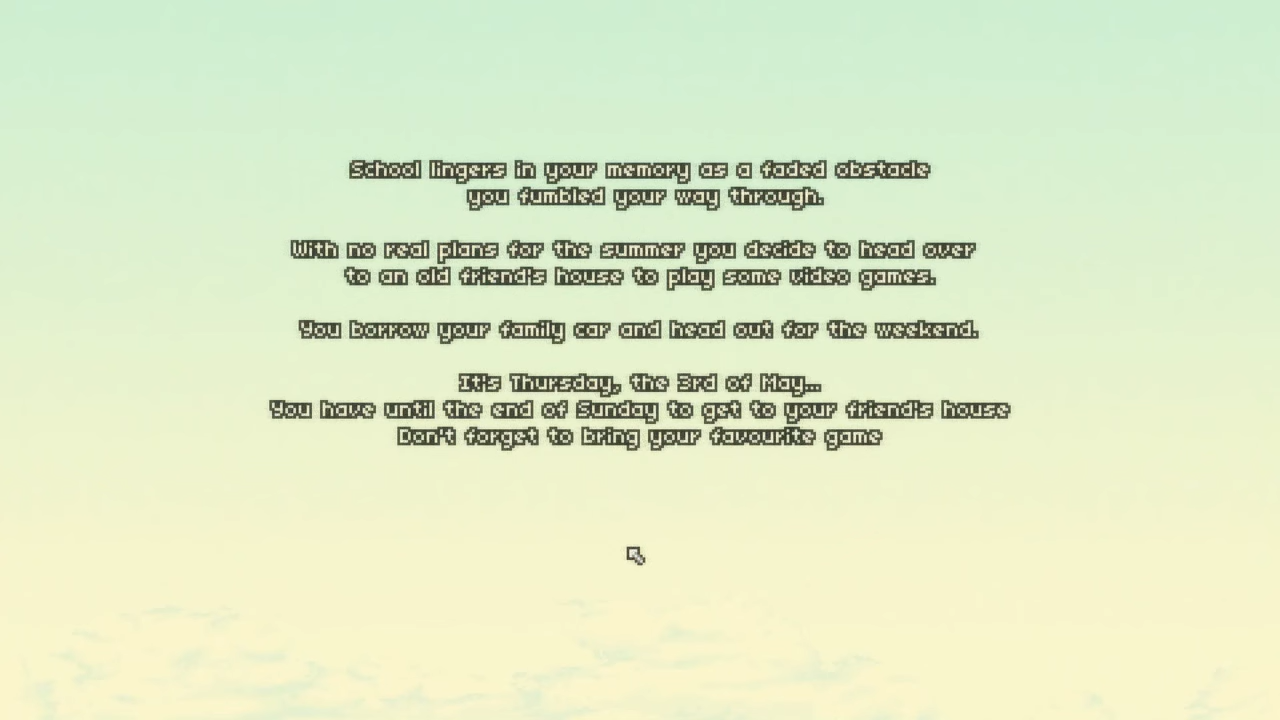 School lingers in your memory as a faded obstacle
you fumbled your way through.
With no real plans for the summer you decide to head over
to an old friend's house to play some video games.
You borrow your family car and head out for the weekend.
It's Thursday, the 3rd of May...
You have until the end of Sunday to get to your friend's house
Don't forget to bring your favourite game